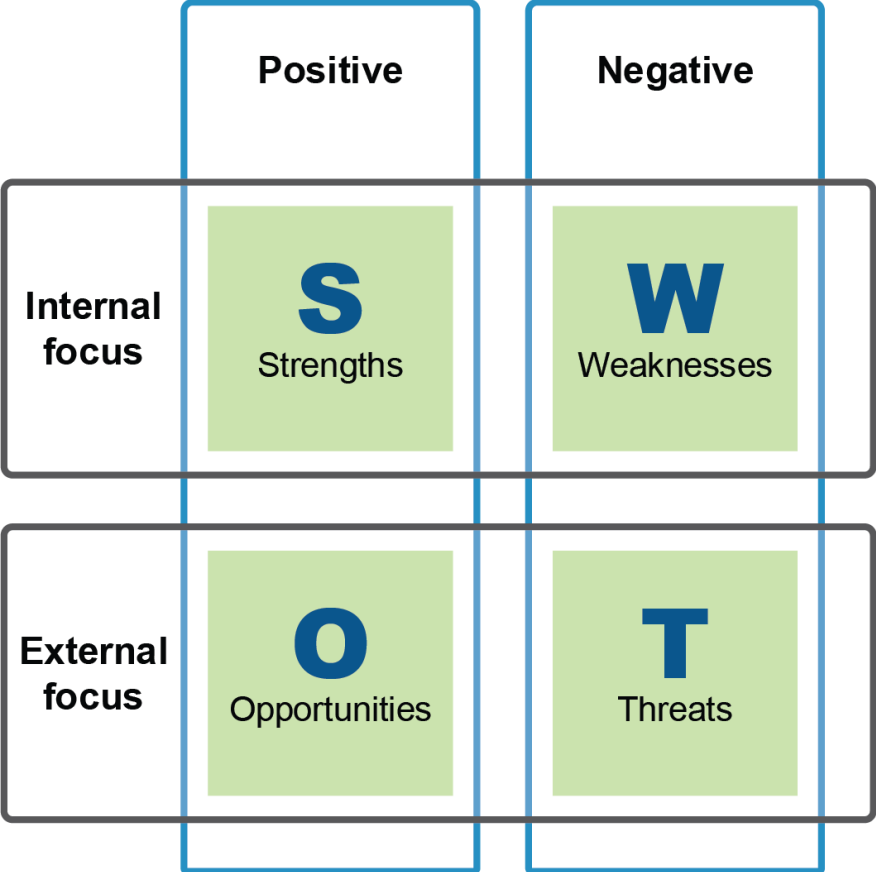 Positive
Negative
Internal
focus
S
Strengths
W
Weaknesses
External
focus
O
Opportunities
T
Threats